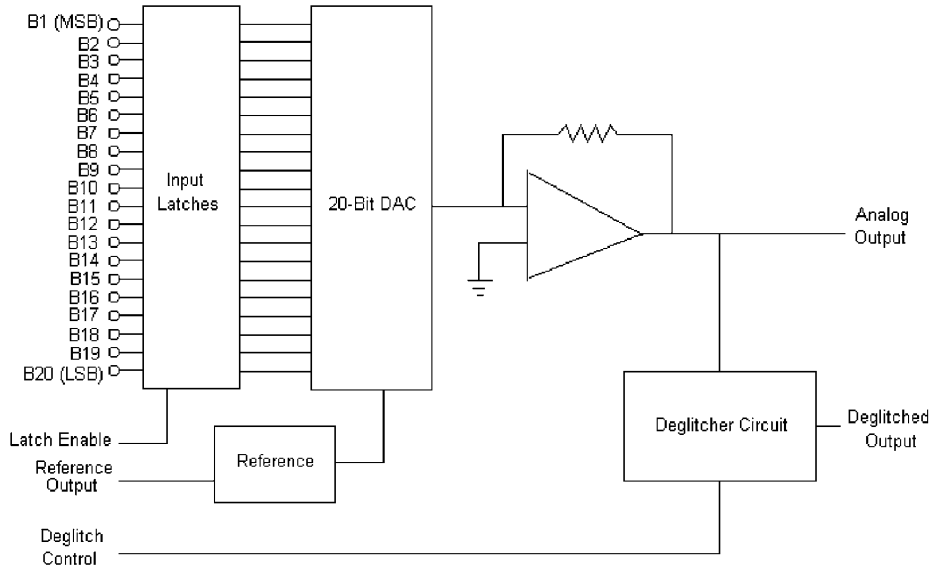 B1 (MSB)
B2
B3
B4
B5
B6
B7
B8
B9
B10
B11
B12
B13
B14
B15
B16
B17
B18
B19
B20 (LSB)
Input
Latches
20-Bit DAC
Analog
Output
Latch Enable
Reference
Output
Reference
Deglitcher Circuit
Deglitched
Output
Deglitch
Control